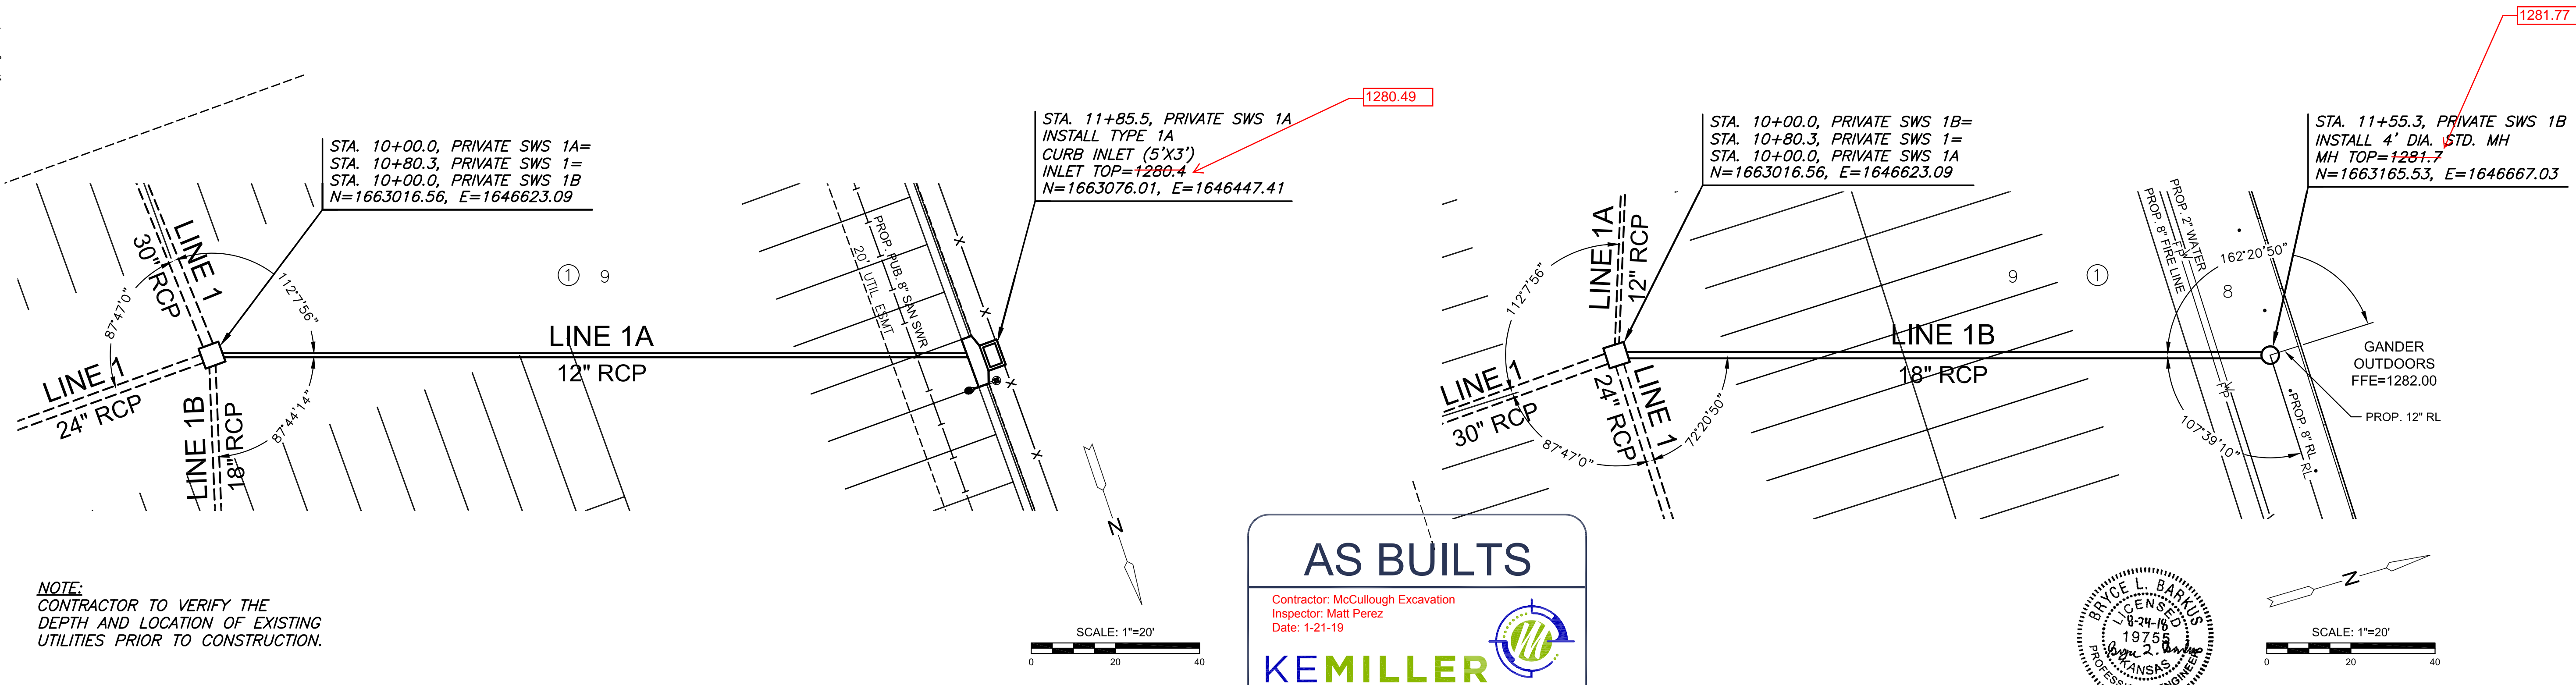 1281.77
1280.49
STA. 10+00.0, PRIVATE SWS 1A=
STA. 10+80.3, PRIVATE SWS 1=
STA. 10+00.0, PRIVATE SWS 1B
N=1663016.56, E=1646623.09
STA. 11+85.5, PRIVATE SWS 1A
INSTALL TYPE 1A
CURB INLET (5'X3')
INLET TOP=1280.4
N=1663076.01, E=1646447.41
LINE 1
30" RCP
87°47'0"
112°7'56"
1 9
LINE 1A
12" RCP
LINE 1
24" RCP
LINE 1B
18" RCP
87°44'14"
PROP. PUB. 8" SAN SWR
20' UTIL. ESMT
X
X
X
X
N
SCALE: 1"=20'
0 20 40
NOTE:
CONTRACTOR TO VERIFY THE
DEPTH AND LOCATION OF EXISTING
UTILITIES PRIOR TO CONSTRUCTION.
STA. 10+00.0, PRIVATE SWS 1B=
STA. 10+80.3, PRIVATE SWS 1=
STA. 10+00.0, PRIVATE SWS 1A
N=1663016.56, E=1646623.09
STA. 11+55.3, PRIVATE SWS 1B
INSTALL 4' DIA. STD. MH
MH TOP=1281.7
N=1663165.53, E=1646667.03
LINE 1A
12" RCP
112°7'56"
LINE 1
30" RCP
87°47'0"
LINE 1
24" RCP
72°20'50"
LINE 1B
18" RCP
9 1
8
PROP. 2" WATER
PROP. 8" FIRE LINE
FP
FP
162°20'50"
107°39'10"
GANDER
OUTDOORS
FFE=1282.00
PROP. 12" RL
PROP. 8" RL
RL
AS BUILTS
Contractor: McCullough Excavation
Inspector: Matt Perez
Date: 1-21-19
KEMILLER
BRYCE L. BARKUS
LICENSED
8-24-18
19755
KANSAS
PROFESSIONAL ENGINEER
N
SCALE: 1"=20'
0 20 40